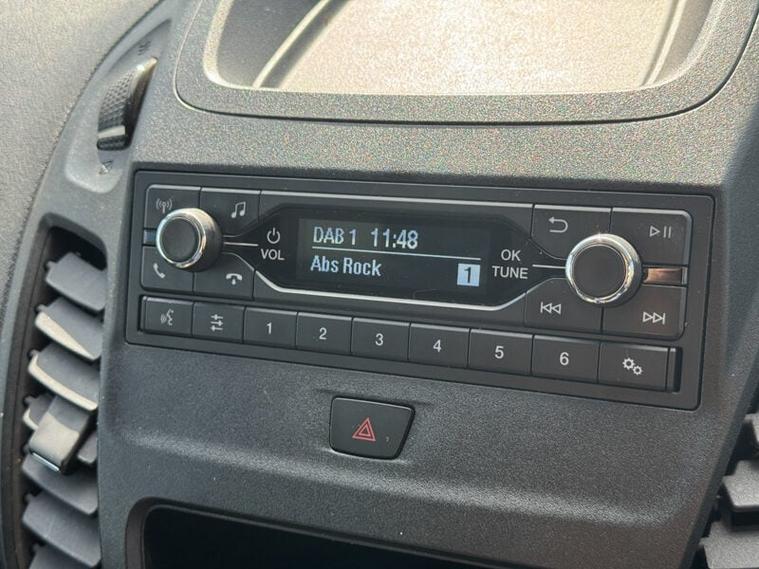 DAB 1 11:48
Abs Rock 1
VOL
OK
TUNE
1 2 3 4 5 6